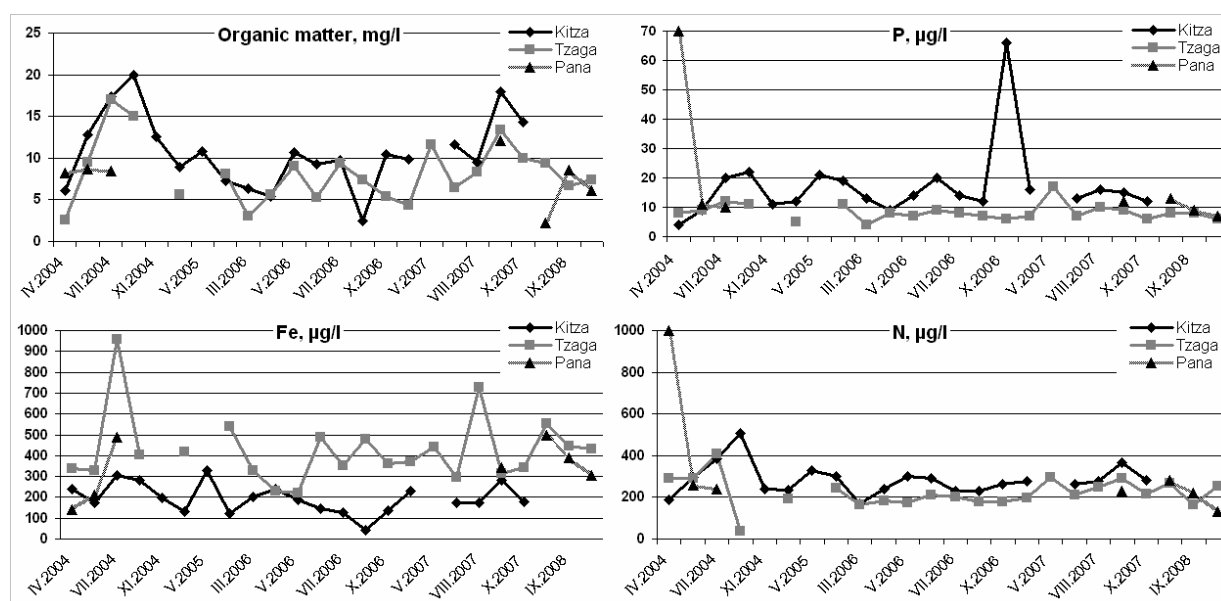 Organic matter, mg/l
Kitza
Tzaga
Pana
25
20
15
10
5
0
IV.2004
VII.2004
XI.2004
V.2005
III.2006
V.2006
VII.2006
X.2006
V.2007
VIII.2007
X.2007
IX.2008
P, µg/l
Kitza
Tzaga
Pana
70
60
50
40
30
20
10
0
IV.2004
VII.2004
XI.2004
V.2005
III.2006
V.2006
VII.2006
X.2006
V.2007
VIII.2007
X.2007
IX.2008
Fe, µg/l
Kitza
Tzaga
Pana
1000
900
800
700
600
500
400
300
200
100
0
IV.2004
VII.2004
XI.2004
V.2005
III.2006
V.2006
VII.2006
X.2006
V.2007
VIII.2007
X.2007
IX.2008
N, µg/l
Kitza
Tzaga
Pana
1000
800
600
400
200
0
IV.2004
VII.2004
XI.2004
V.2005
III.2006
V.2006
VII.2006
X.2006
V.2007
VIII.2007
X.2007
IX.2008